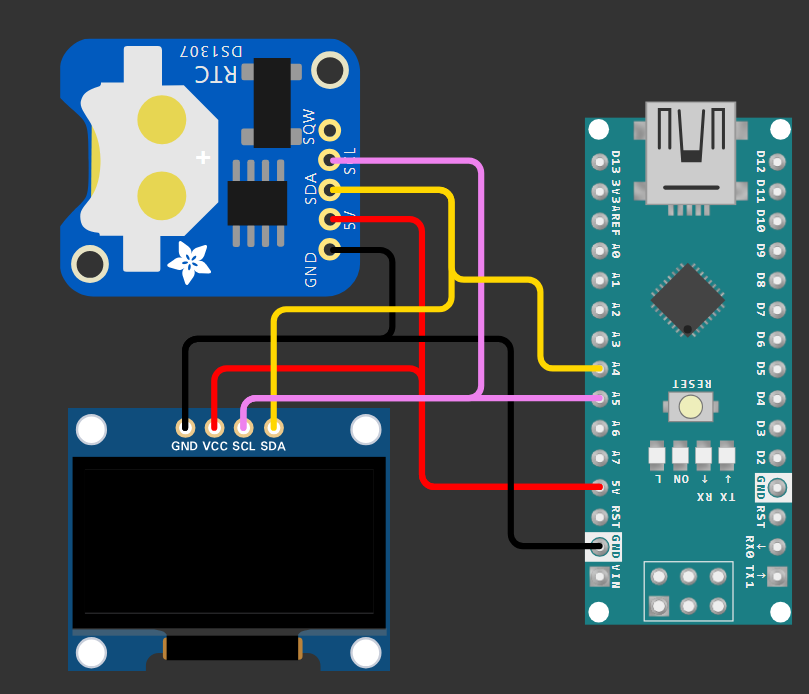 DS1307
RTC
SQW
SCL
SDA
5V
GND
GND VCC SCL SDA
D13
3V3
AREF
A0
A1
A2
A3
A4
A5
A6
A7
5V
RST
GND
VIN
D12
D11
D10
D9
D8
D7
D6
D5
D4
D3
D2
GND
RST
RX0
TX1
RESET
L ON ↑ ↓
RX TX